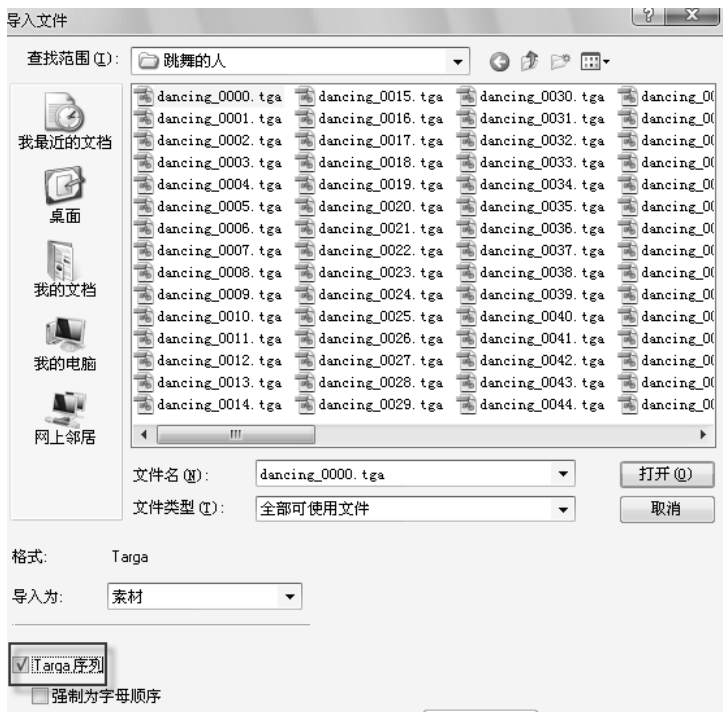 导入文件
查找范围(I): 跳舞的人
我最近的文档
桌面
我的文档
我的电脑
网上邻居
dancing_0000.tga dancing_0015.tga dancing_0030.tga
dancing_0001.tga dancing_0016.tga dancing_0031.tga
dancing_0002.tga dancing_0017.tga dancing_0032.tga
dancing_0003.tga dancing_0018.tga dancing_0033.tga
dancing_0004.tga dancing_0019.tga dancing_0034.tga
dancing_0005.tga dancing_0020.tga dancing_0035.tga
dancing_0006.tga dancing_0021.tga dancing_0036.tga
dancing_0007.tga dancing_0022.tga dancing_0037.tga
dancing_0008.tga dancing_0023.tga dancing_0038.tga
dancing_0009.tga dancing_0024.tga dancing_0039.tga
dancing_0010.tga dancing_0025.tga dancing_0040.tga
dancing_0011.tga dancing_0026.tga dancing_0041.tga
dancing_0012.tga dancing_0027.tga dancing_0042.tga
dancing_0013.tga dancing_0028.tga dancing_0043.tga
dancing_0014.tga dancing_0029.tga dancing_0044.tga
文件名(N): dancing_0000.tga 打开(O)
文件类型(T): 全部可使用文件 取消
格式: Targa
导入为: 素材
Targa 序列
强制为字母顺序